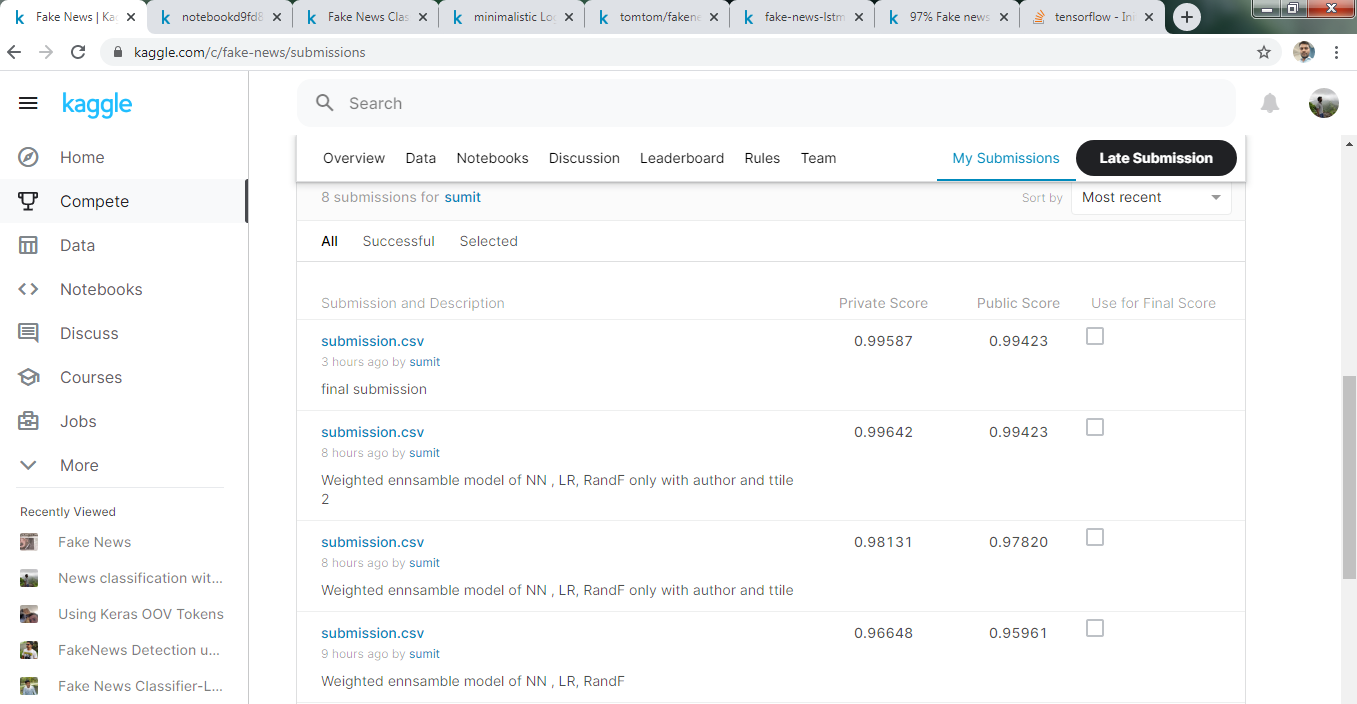 Fake News | Ka
notebookd9fd8
Fake News Clas
minimalistic Lo
tomtom/fakene
fake-news-lstm
97% Fake news
tensorflow - Ini
kaggle.com/c/fake-news/submissions
kaggle
Search
Home
Compete
Data
Notebooks
Discuss
Courses
Jobs
More
Recently Viewed
Fake News
News classification wit...
Using Keras OOV Tokens
FakeNews Detection u...
Fake News Classifier-L...
Overview Data Notebooks Discussion Leaderboard Rules Team My Submissions Late Submission
8 submissions for sumit Sort by Most recent
All Successful Selected
Submission and Description Private Score Public Score Use for Final Score
submission.csv 0.99587 0.99423
3 hours ago by sumit
final submission
submission.csv 0.99642 0.99423
8 hours ago by sumit
Weighted ennsamble model of NN , LR, RandF only with author and ttile
2
submission.csv 0.98131 0.97820
8 hours ago by sumit
Weighted ennsamble model of NN , LR, RandF only with author and ttile
submission.csv 0.96648 0.95961
9 hours ago by sumit
Weighted ennsamble model of NN , LR, RandF